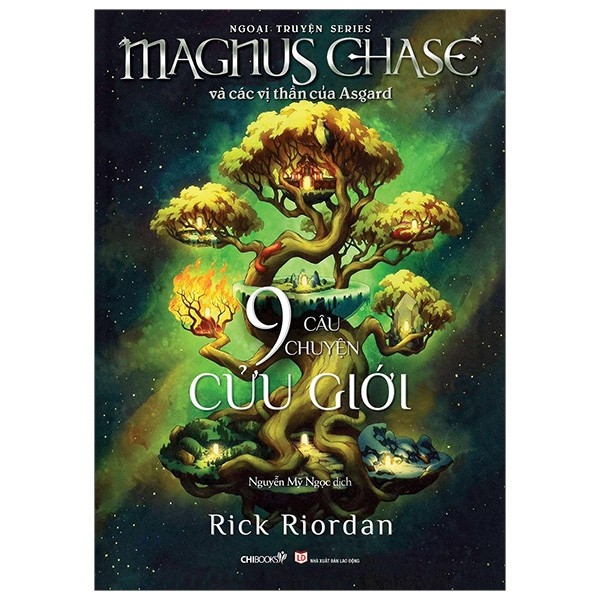 NGOẠI TRUYỆN SERIES
MAGNUS CHASE
và các vị thần của Asgard
9 CÂU
CHUYỆN
CỬU GIỚI
Nguyễn Mỹ Ngọc dịch
Rick Riordan
CHIBOOKS
LD NHÀ XUẤT BẢN LAO ĐỘNG